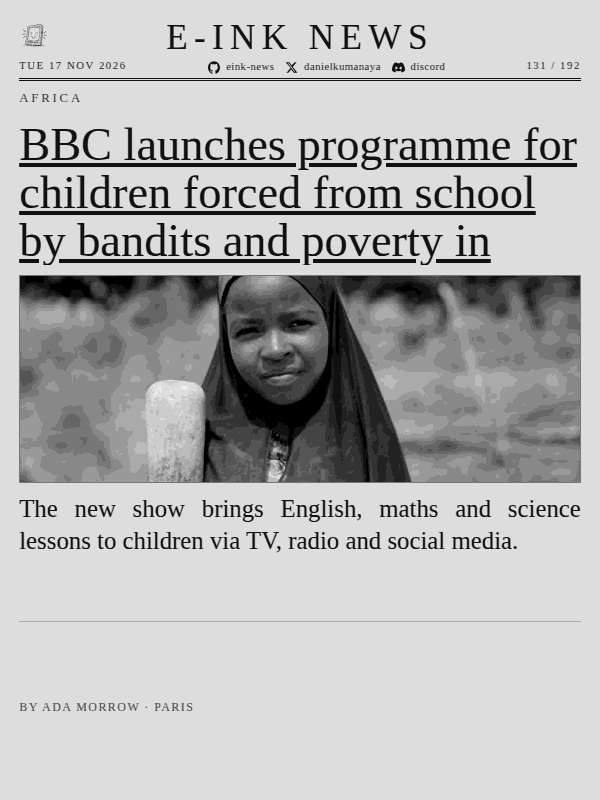 E-INK NEWS
TUE 17 NOV 2026
eink-news
danielkumanaya
discord
131 / 192
AFRICA
BBC launches programme for
children forced from school
by bandits and poverty in
The new show brings English, maths and science
lessons to children via TV, radio and social media.
BY ADA MORROW · PARIS